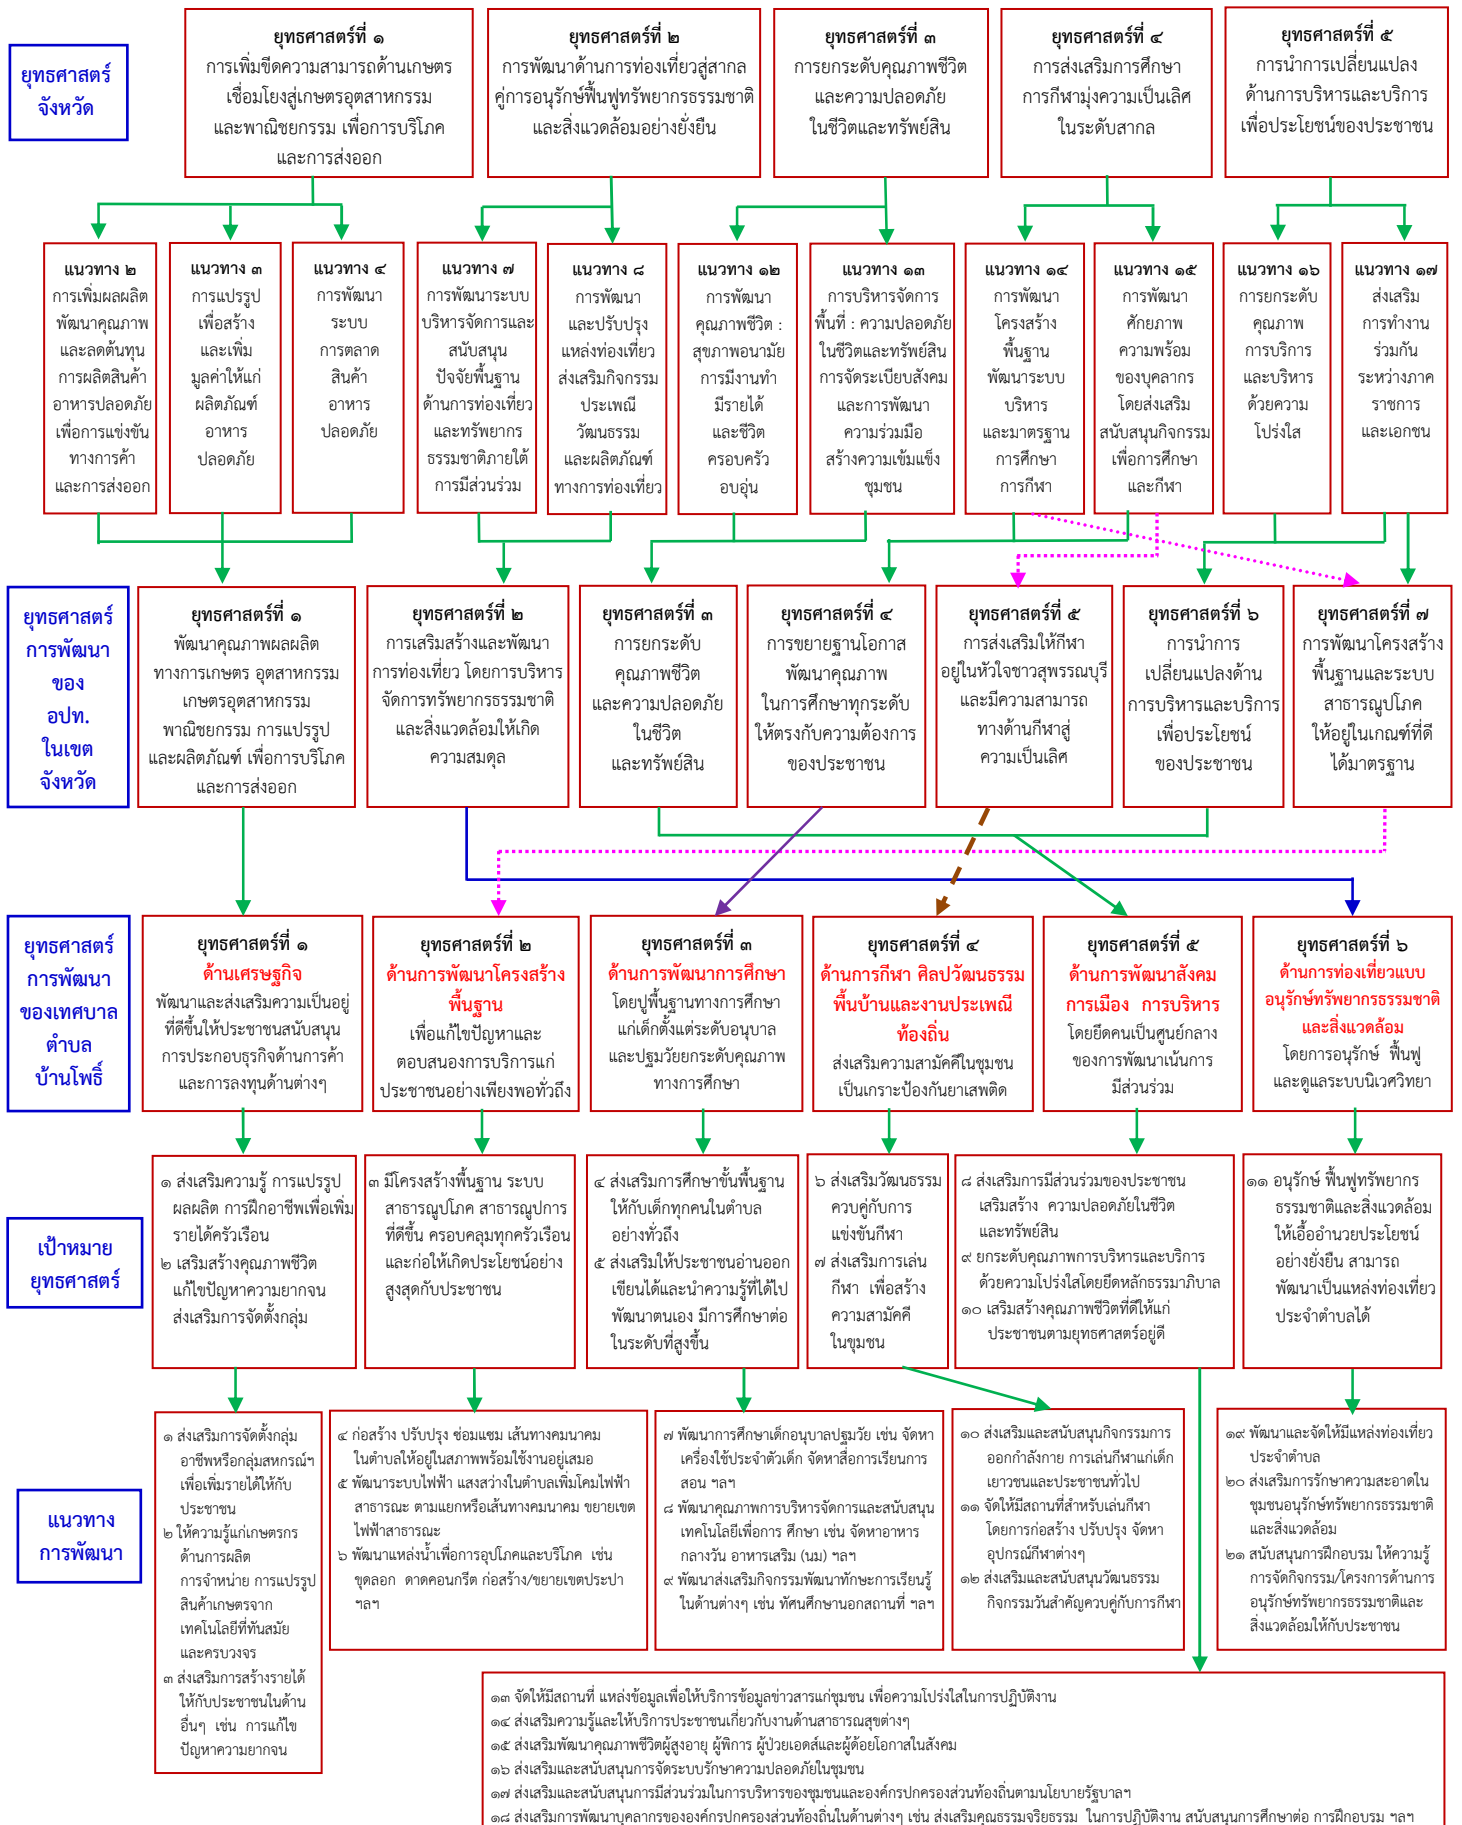 ยุทธศาสตร์
จังหวัด
ยุทธศาสตร์ที่ ๑
การเพิ่มขีดความสามารถด้านเกษตร
เชื่อมโยงสู่เกษตรอุตสาหกรรม
และพาณิชยกรรม เพื่อการบริโภค
และการส่งออก
ยุทธศาสตร์ที่ ๒
การพัฒนาด้านการท่องเที่ยวสู่สากล
คู่การอนุรักษ์ฟื้นฟูทรัพยากรธรรมชาติ
และสิ่งแวดล้อมอย่างยั่งยืน
ยุทธศาสตร์ที่ ๓
การยกระดับคุณภาพชีวิต
และความปลอดภัย
ในชีวิตและทรัพย์สิน
ยุทธศาสตร์ที่ ๔
การส่งเสริมการศึกษา
การกีฬามุ่งความเป็นเลิศ
ในระดับสากล
ยุทธศาสตร์ที่ ๕
การนำการเปลี่ยนแปลง
ด้านการบริหารและบริการ
เพื่อประโยชน์ของประชาชน
แนวทาง ๒
การเพิ่มผลผลิต
พัฒนาคุณภาพ
และลดต้นทุน
การผลิตสินค้า
อาหารปลอดภัย
เพื่อการแข่งขัน
ทางการค้า
และการส่งออก
แนวทาง ๓
การแปรรูป
เพื่อสร้าง
และเพิ่ม
มูลค่าให้แก่
ผลิตภัณฑ์
อาหาร
ปลอดภัย
แนวทาง ๔
การพัฒนา
ระบบ
การตลาด
สินค้า
อาหาร
ปลอดภัย
แนวทาง ๗
การพัฒนาระบบ
บริหารจัดการและ
สนับสนุน
ปัจจัยพื้นฐาน
ด้านการท่องเที่ยว
และทรัพยากร
ธรรมชาติภายใต้
การมีส่วนร่วม
แนวทาง ๘
การพัฒนา
และปรับปรุง
แหล่งท่องเที่ยว
ส่งเสริมกิจกรรม
ประเพณี
วัฒนธรรม
และผลิตภัณฑ์
ทางการท่องเที่ยว
แนวทาง ๑๒
การพัฒนา
คุณภาพชีวิต :
สุขภาพอนามัย
การมีงานทำ
มีรายได้
และชีวิต
ครอบครัว
อบอุ่น
แนวทาง ๑๓
การบริหารจัดการ
พื้นที่ : ความปลอดภัย
ในชีวิตและทรัพย์สิน
การจัดระเบียบสังคม
และการพัฒนา
ความร่วมมือ
สร้างความเข้มแข็ง
ชุมชน
แนวทาง ๑๔
การพัฒนา
โครงสร้าง
พื้นฐาน
พัฒนาระบบ
บริหาร
และมาตรฐาน
การศึกษา
การกีฬา
แนวทาง ๑๕
การพัฒนา
ศักยภาพ
ความพร้อม
ของบุคลากร
โดยส่งเสริม
สนับสนุนกิจกรรม
เพื่อการศึกษา
และกีฬา
แนวทาง ๑๖
การยกระดับ
คุณภาพ
การบริการ
และบริหาร
ด้วยความ
โปร่งใส
แนวทาง ๑๗
ส่งเสริม
การทำงาน
ร่วมกัน
ระหว่างภาค
ราชการ
และเอกชน
ยุทธศาสตร์
การพัฒนา
ของ
อปท.
ในเขต
จังหวัด
ยุทธศาสตร์ที่ ๑
พัฒนาคุณภาพผลผลิต
ทางการเกษตร อุตสาหกรรม
เกษตรอุตสาหกรรม
พาณิชยกรรม การแปรรูป
และผลิตภัณฑ์ เพื่อการบริโภค
และการส่งออก
ยุทธศาสตร์ที่ ๒
การเสริมสร้างและพัฒนา
การท่องเที่ยว โดยการบริหาร
จัดการทรัพยากรธรรมชาติ
และสิ่งแวดล้อมให้เกิด
ความสมดุล
ยุทธศาสตร์ที่ ๓
การยกระดับ
คุณภาพชีวิต
และความปลอดภัย
ในชีวิต
และทรัพย์สิน
ยุทธศาสตร์ที่ ๔
การขยายฐานโอกาส
พัฒนาคุณภาพ
ในการศึกษาทุกระดับ
ให้ตรงกับความต้องการ
ของประชาชน
ยุทธศาสตร์ที่ ๕
การส่งเสริมให้กีฬา
อยู่ในหัวใจชาวสุพรรณบุรี
และมีความสามารถ
ทางด้านกีฬาสู่
ความเป็นเลิศ
ยุทธศาสตร์ที่ ๖
การนำการ
เปลี่ยนแปลงด้าน
การบริหารและบริการ
เพื่อประโยชน์
ของประชาชน
ยุทธศาสตร์ที่ ๗
การพัฒนาโครงสร้าง
พื้นฐานและระบบ
สาธารณูปโภค
ให้อยู่ในเกณฑ์ที่ดี
ได้มาตรฐาน
ยุทธศาสตร์
การพัฒนา
ของเทศบาล
ตำบล
บ้านโพธิ์
ยุทธศาสตร์ที่ ๑
ด้านเศรษฐกิจ
พัฒนาและส่งเสริมความเป็นอยู่
ที่ดีขึ้นให้ประชาชนสนับสนุน
การประกอบธุรกิจด้านการค้า
และการลงทุนด้านต่างๆ
ยุทธศาสตร์ที่ ๒
ด้านการพัฒนาโครงสร้าง
พื้นฐาน
เพื่อแก้ไขปัญหาและ
ตอบสนองการบริการแก่
ประชาชนอย่างเพียงพอทั่วถึง
ยุทธศาสตร์ที่ ๓
ด้านการพัฒนาการศึกษา
โดยปูพื้นฐานทางการศึกษา
แก่เด็กตั้งแต่ระดับอนุบาล
และปฐมวัยยกระดับคุณภาพ
ทางการศึกษา
ยุทธศาสตร์ที่ ๔
ด้านการกีฬา ศิลปวัฒนธรรม
พื้นบ้านและงานประเพณี
ท้องถิ่น
ส่งเสริมความสามัคคีในชุมชน
เป็นเกราะป้องกันยาเสพติด
ยุทธศาสตร์ที่ ๕
ด้านการพัฒนาสังคม
การเมือง การบริหาร
โดยยึดคนเป็นศูนย์กลาง
ของการพัฒนาเน้นการ
มีส่วนร่วม
ยุทธศาสตร์ที่ ๖
ด้านการท่องเที่ยวแบบ
อนุรักษ์ทรัพยากรธรรมชาติ
และสิ่งแวดล้อม
โดยการอนุรักษ์ ฟื้นฟู
และดูแลระบบนิเวศวิทยา
เป้าหมาย
ยุทธศาสตร์
๑ ส่งเสริมความรู้ การแปรรูป
ผลผลิต การฝึกอาชีพเพื่อเพิ่ม
รายได้ครัวเรือน
๒ เสริมสร้างคุณภาพชีวิต
แก้ไขปัญหาความยากจน
ส่งเสริมการจัดตั้งกลุ่ม
๓ มีโครงสร้างพื้นฐาน ระบบ
สาธารณูปโภค สาธารณูปการ
ที่ดีขึ้น ครอบคลุมทุกครัวเรือน
และก่อให้เกิดประโยชน์อย่าง
สูงสุดกับประชาชน
๔ ส่งเสริมการศึกษาขั้นพื้นฐาน
ให้กับเด็กทุกคนในตำบล
อย่างทั่วถึง
๕ ส่งเสริมให้ประชาชนอ่านออก
เขียนได้และนำความรู้ที่ได้ไป
พัฒนาตนเอง มีการศึกษาต่อ
ในระดับที่สูงขึ้น
๖ ส่งเสริมวัฒนธรรม
ควบคู่กับการ
แข่งขันกีฬา
๗ ส่งเสริมการเล่น
กีฬา เพื่อสร้าง
ความสามัคคี
ในชุมชน
๘ ส่งเสริมการมีส่วนร่วมของประชาชน
เสริมสร้าง ความปลอดภัยในชีวิต
และทรัพย์สิน
๙ ยกระดับคุณภาพการบริหารและบริการ
ด้วยความโปร่งใสโดยยึดหลักธรรมาภิบาล
๑๐ เสริมสร้างคุณภาพชีวิตที่ดีให้แก่
ประชาชนตามยุทธศาสตร์อยู่ดี
๑๑ อนุรักษ์ ฟื้นฟูทรัพยากร
ธรรมชาติและสิ่งแวดล้อม
ให้เอื้ออำนวยประโยชน์
อย่างยั่งยืน สามารถ
พัฒนาเป็นแหล่งท่องเที่ยว
ประจำตำบลได้
แนวทาง
การพัฒนา
๑ ส่งเสริมการจัดตั้งกลุ่ม
อาชีพหรือกลุ่มสหกรณ์ฯ
เพื่อเพิ่มรายได้ให้กับ
ประชาชน
๒ ให้ความรู้แก่เกษตรกร
ด้านการผลิต
การจำหน่าย การแปรรูป
สินค้าเกษตรจาก
เทคโนโลยีที่ทันสมัย
และครบวงจร
๓ ส่งเสริมการสร้างรายได้
ให้กับประชาชนในด้าน
อื่นๆ เช่น การแก้ไข
ปัญหาความยากจน
๔ ก่อสร้าง ปรับปรุง ซ่อมแซม เส้นทางคมนาคม
ในตำบลให้อยู่ในสภาพพร้อมใช้งานอยู่เสมอ
๕ พัฒนาระบบไฟฟ้า แสงสว่างในตำบลเพิ่มโคมไฟฟ้า
สาธารณะ ตามแยกหรือเส้นทางคมนาคม ขยายเขต
ไฟฟ้าสาธารณะ
๖ พัฒนาแหล่งน้ำเพื่อการอุปโภคและบริโภค เช่น
ขุดลอก ดาดคอนกรีต ก่อสร้าง/ขยายเขตประปา
ฯลฯ
๗ พัฒนาการศึกษาเด็กอนุบาลปฐมวัย เช่น จัดหา
เครื่องใช้ประจำตัวเด็ก จัดหาสื่อการเรียนการ
สอน ฯลฯ
๘ พัฒนาคุณภาพการบริหารจัดการและสนับสนุน
เทคโนโลยีเพื่อการ ศึกษา เช่น จัดหาอาหาร
กลางวัน อาหารเสริม (นม) ฯลฯ
๙ พัฒนาส่งเสริมกิจกรรมพัฒนาทักษะการเรียนรู้
ในด้านต่างๆ เช่น ทัศนศึกษานอกสถานที่ ฯลฯ
๑๐ ส่งเสริมและสนับสนุนกิจกรรมการ
ออกกำลังกาย การเล่นกีฬาแก่เด็ก
เยาวชนและประชาชนทั่วไป
๑๑ จัดให้มีสถานที่สำหรับเล่นกีฬา
โดยการก่อสร้าง ปรับปรุง จัดหา
อุปกรณ์กีฬาต่างๆ
๑๒ ส่งเสริมและสนับสนุนวัฒนธรรม
กิจกรรมวันสำคัญควบคู่กับการกีฬา
๑๙ พัฒนาและจัดให้มีแหล่งท่องเที่ยว
ประจำตำบล
๒๐ ส่งเสริมการรักษาความสะอาดใน
ชุมชนอนุรักษ์ทรัพยากรธรรมชาติ
และสิ่งแวดล้อม
๒๑ สนับสนุนการฝึกอบรม ให้ความรู้
การจัดกิจกรรม/โครงการด้านการ
อนุรักษ์ทรัพยากรธรรมชาติและ
สิ่งแวดล้อมให้กับประชาชน
๑๓ จัดให้มีสถานที่ แหล่งข้อมูลเพื่อให้บริการข้อมูลข่าวสารแก่ชุมชน เพื่อความโปร่งใสในการปฏิบัติงาน
๑๔ ส่งเสริมความรู้และให้บริการประชาชนเกี่ยวกับงานด้านสาธารณสุขต่างๆ
๑๕ ส่งเสริมพัฒนาคุณภาพชีวิตผู้สูงอายุ ผู้พิการ ผู้ป่วยเอดส์และผู้ด้อยโอกาสในสังคม
๑๖ ส่งเสริมและสนับสนุนการจัดระบบรักษาความปลอดภัยในชุมชน
๑๗ ส่งเสริมและสนับสนุนการมีส่วนร่วมในการบริหารของชุมชนและองค์กรปกครองส่วนท้องถิ่นตามนโยบายรัฐบาลฯ
๑๘ ส่งเสริมการพัฒนาบุคลากรขององค์กรปกครองส่วนท้องถิ่นในด้านต่างๆ เช่น ส่งเสริมคุณธรรมจริยธรรม ในการปฏิบัติงาน สนับสนุนการศึกษาต่อ การฝึกอบรม ฯลฯ